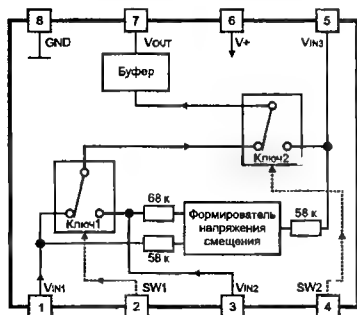 8 7 6 5
GND VOUT V+ VIN3
Буфер
Ключ2
68 к
Формирователь
напряжения
смещения
58 к
Ключ1
58 к
VIN1 SW1 VIN2 SW2
1 2 3 4